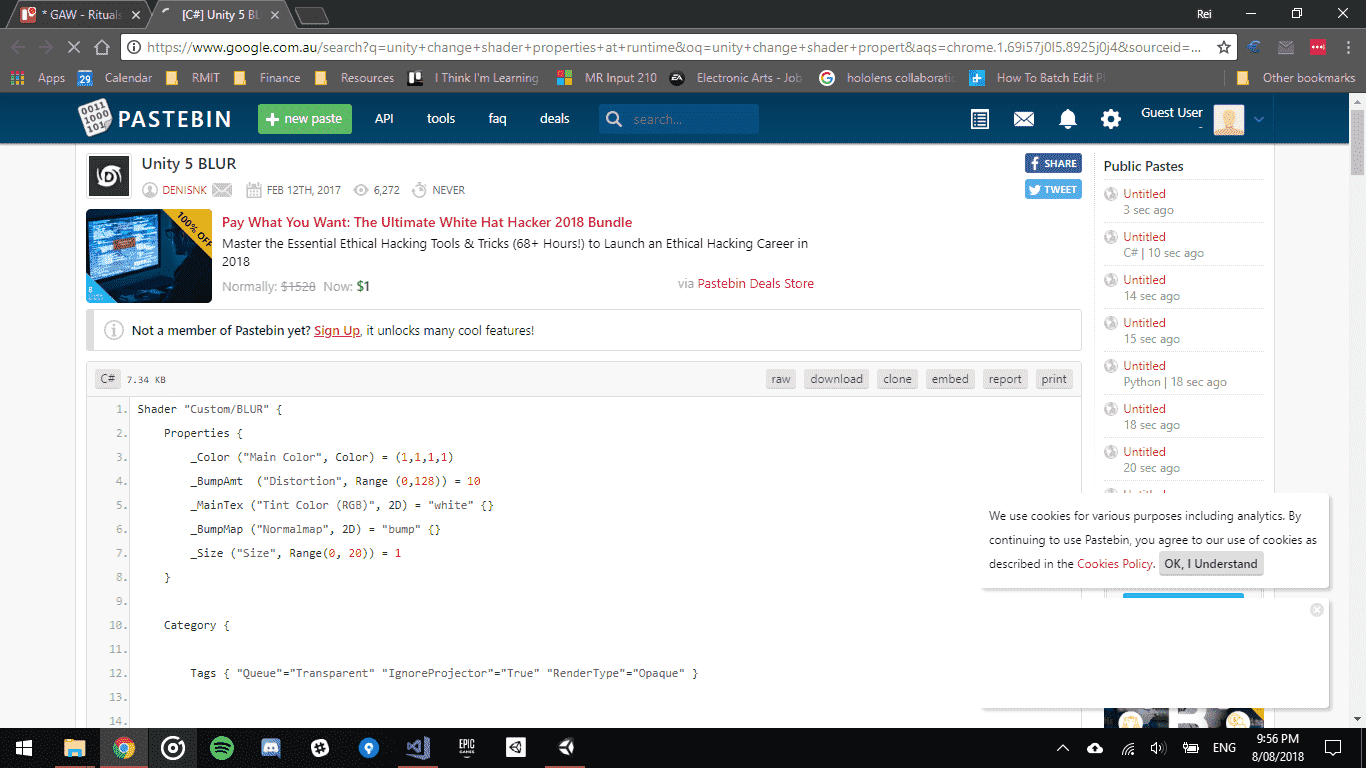 * GAW - Rituals
[C#] Unity 5 BLUR
Rei
https://www.google.com.au/search?q=unity+change+shader+properties+at+runtime&oq=unity+change+shader+propert&aqs=chrome.1.69i57j0l5.8925j0j4&sourceid=...
Apps
29
Calendar
RMIT
Finance
Resources
I Think I'm Learning
MR Input 210
Electronic Arts - Job
hololens collaboratio
How To Batch Edit P
Other bookmarks
0011
1000
101
PASTEBIN
+ new paste
API
tools
faq
deals
search...
Guest User
-
Unity 5 BLUR
DENISNK
FEB 12TH, 2017
6,272
NEVER
SHARE
TWEET
100% OFF
Pay What You Want: The Ultimate White Hat Hacker 2018 Bundle
Master the Essential Ethical Hacking Tools & Tricks (68+ Hours!) to Launch an Ethical Hacking Career in
2018
Normally: $1528 Now: $1
via Pastebin Deals Store
Not a member of Pastebin yet? Sign Up, it unlocks many cool features!
C# 7.34 KB
raw
download
clone
embed
report
print
1. Shader "Custom/BLUR" {
2. Properties {
3. _Color ("Main Color", Color) = (1,1,1,1)
4. _BumpAmt ("Distortion", Range (0,128)) = 10
5. _MainTex ("Tint Color (RGB)", 2D) = "white" {}
6. _BumpMap ("Normalmap", 2D) = "bump" {}
7. _Size ("Size", Range(0, 20)) = 1
8. }
9.
10. Category {
11.
12. Tags { "Queue"="Transparent" "IgnoreProjector"="True" "RenderType"="Opaque" }
13.
14.
Public Pastes
Untitled
3 sec ago
Untitled
C# | 10 sec ago
Untitled
14 sec ago
Untitled
15 sec ago
Untitled
Python | 18 sec ago
Untitled
18 sec ago
Untitled
20 sec ago
We use cookies for various purposes including analytics. By
continuing to use Pastebin, you agree to our use of cookies as
described in the Cookies Policy. OK, I Understand
EPIC
GAMES
ENG
9:56 PM
8/08/2018